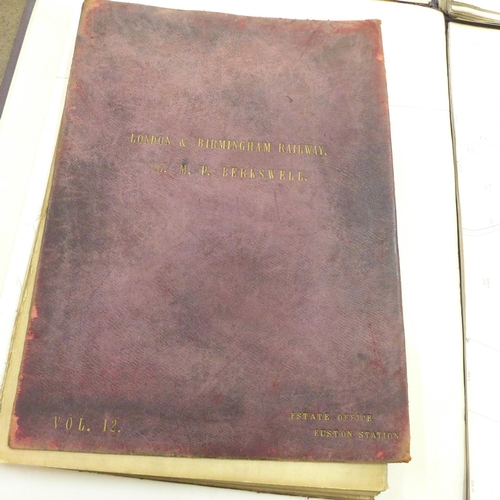 LONDON & BIRMINGHAM RAILWAY.
M. P. BERKSWELL.
VOL. 12.
ESTATE OFFICE
EUSTON STATION